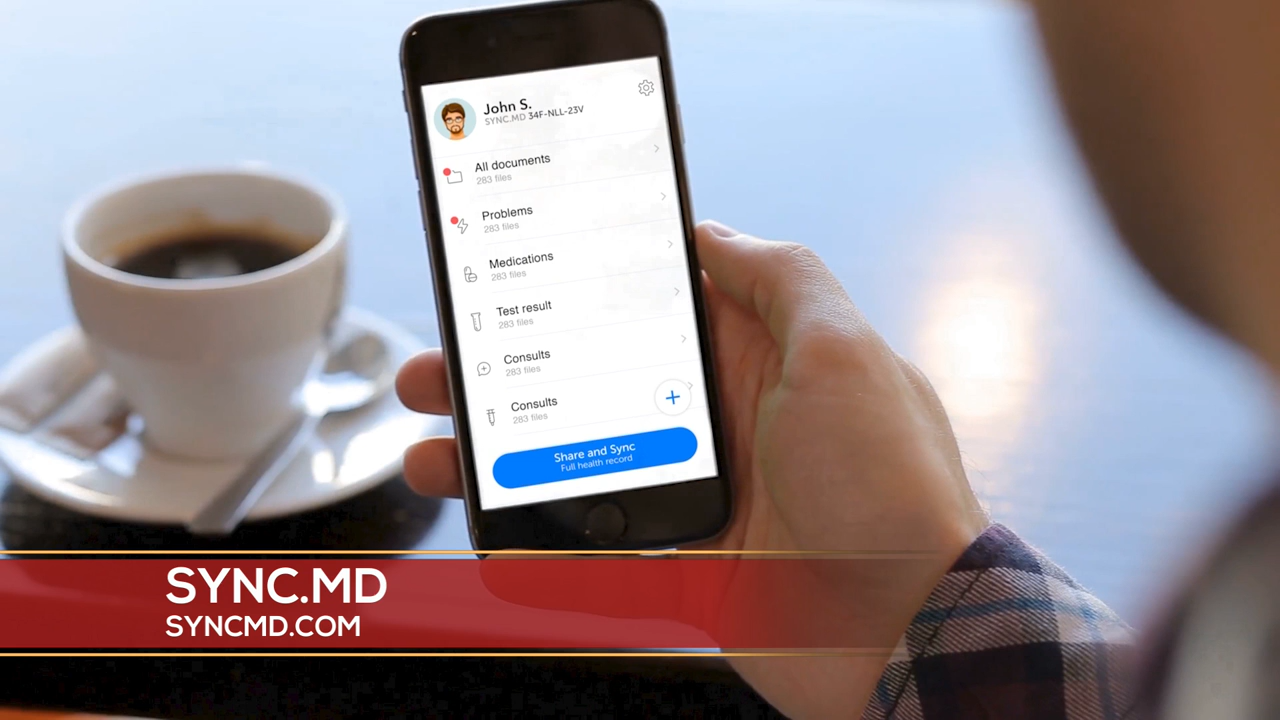 John S.
SYNC.MD 34F-NLL-23V
All documents
283 files
Problems
283 files
Medications
283 files
Test result
283 files
Consults
283 files
Consults
283 files
Share and Sync
Full health record
SYNC.MD
SYNCMD.COM